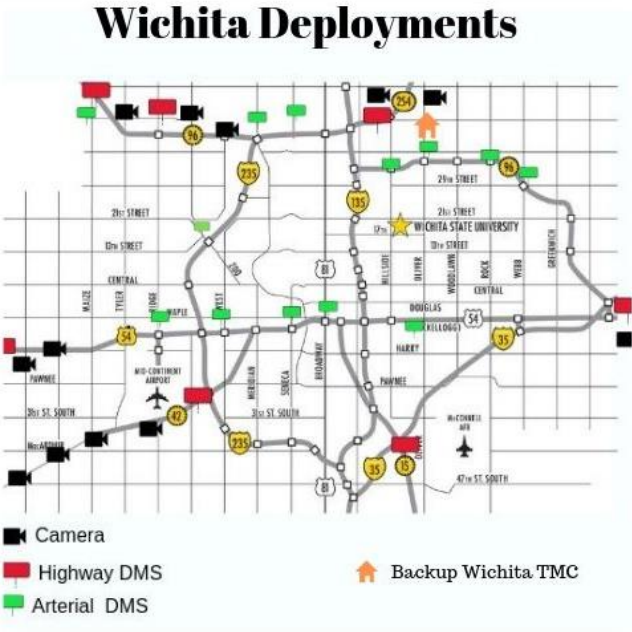 Wichita Deployments
254
96
235
29TH STREET
96
135
21ST STREET
21ST STREET
17TH
WICHITA STATE UNIVERSITY
13TH STREET
13TH STREET
ZOO
81
HILLSIDE
OLIVER
WOODLAWN
ROCK
WEBB
GREENWICH
CENTRAL
CENTRAL
MAIZE
TYLER
RIDGE
MAPLE
WEST
DOUGLAS
54
KELLOGG
54
35
HARRY
PAWNEE
MID-CONTINENT
AIRPORT
MERIDIAN
SENECA
BROADWAY
PAWNEE
31ST ST. SOUTH
42
31ST ST. SOUTH
McCONNELL
AFB
MacARTHUR
235
35
15
81
47TH ST. SOUTH
Camera
Highway DMS
Backup Wichita TMC
Arterial DMS